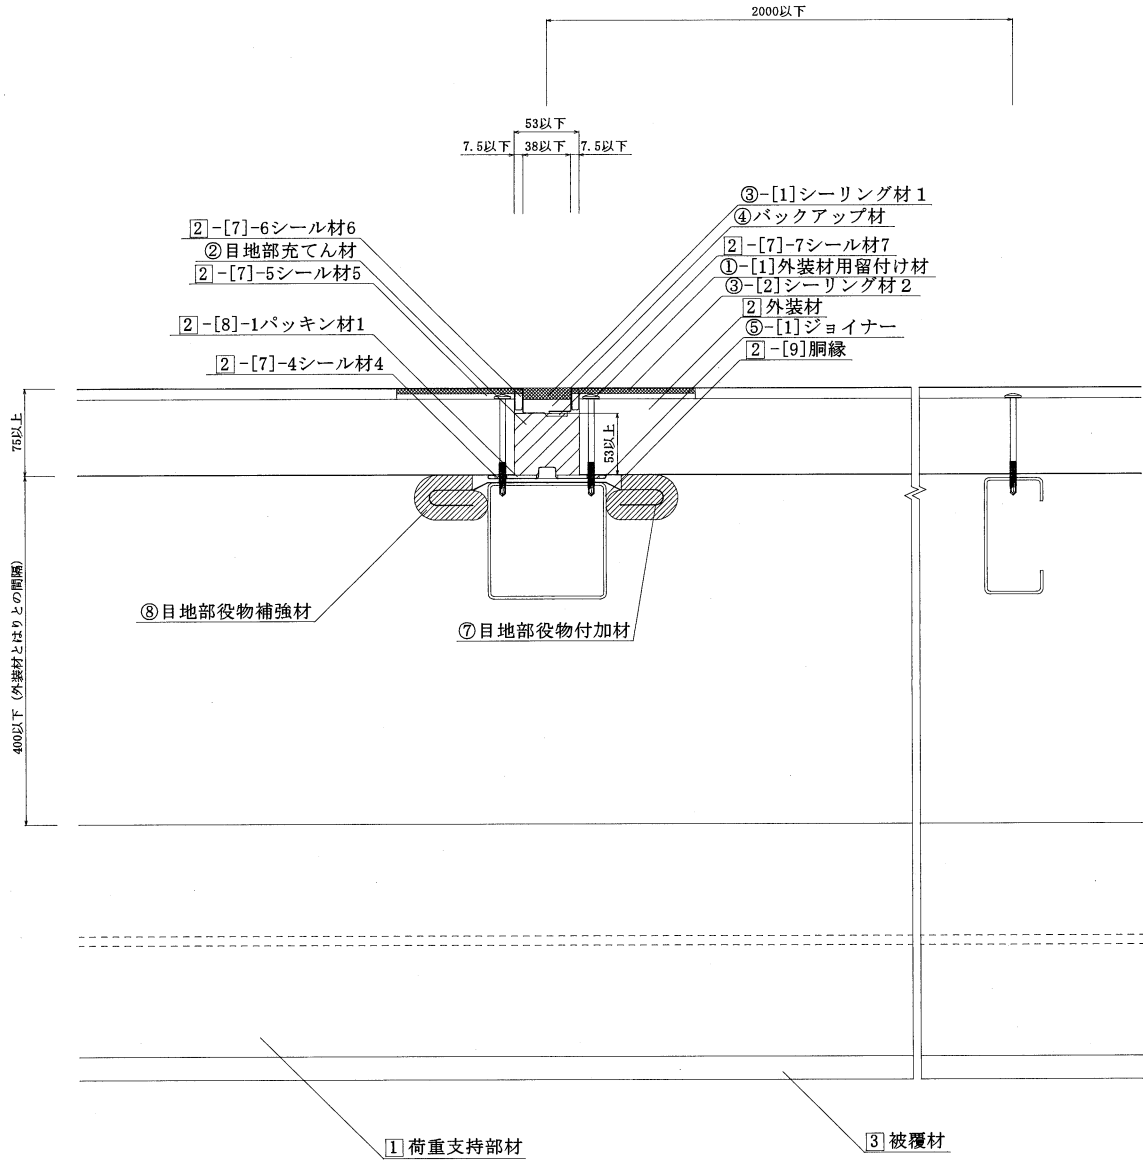 2000以下
53以下
7.5以下 38以下 7.5以下
③-[1]シーリング材1
④バックアップ材
2-[7]-7シール材7
①-[1]外装材用留付け材
③-[2]シーリング材2
2外装材
⑤-[1]ジョイナー
2-[9]胴縁
2-[7]-6シール材6
②目地部充てん材
2-[7]-5シール材5
2-[8]-1パッキン材1
2-[7]-4シール材4
75以上
53以上
400以下(外装材とはりとの間隔)
⑧目地部役物補強材
⑦目地部役物付加材
1荷重支持部材
3被覆材